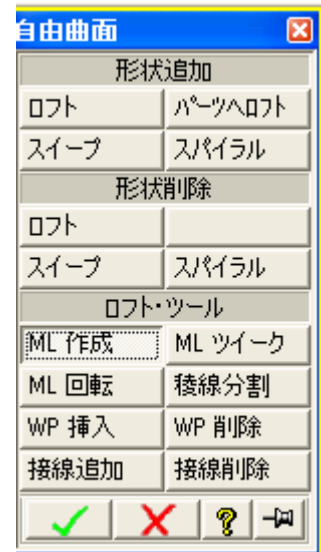 自由曲面
形状追加
ロフト パーツへロフト
スイープ スパイラル
形状削除
ロフト
スイープ スパイラル
ロフト・ツール
ML 作成 ML ツイーク
ML 回転 稜線分割
WP 挿入 WP 削除
接線追加 接線削除
?